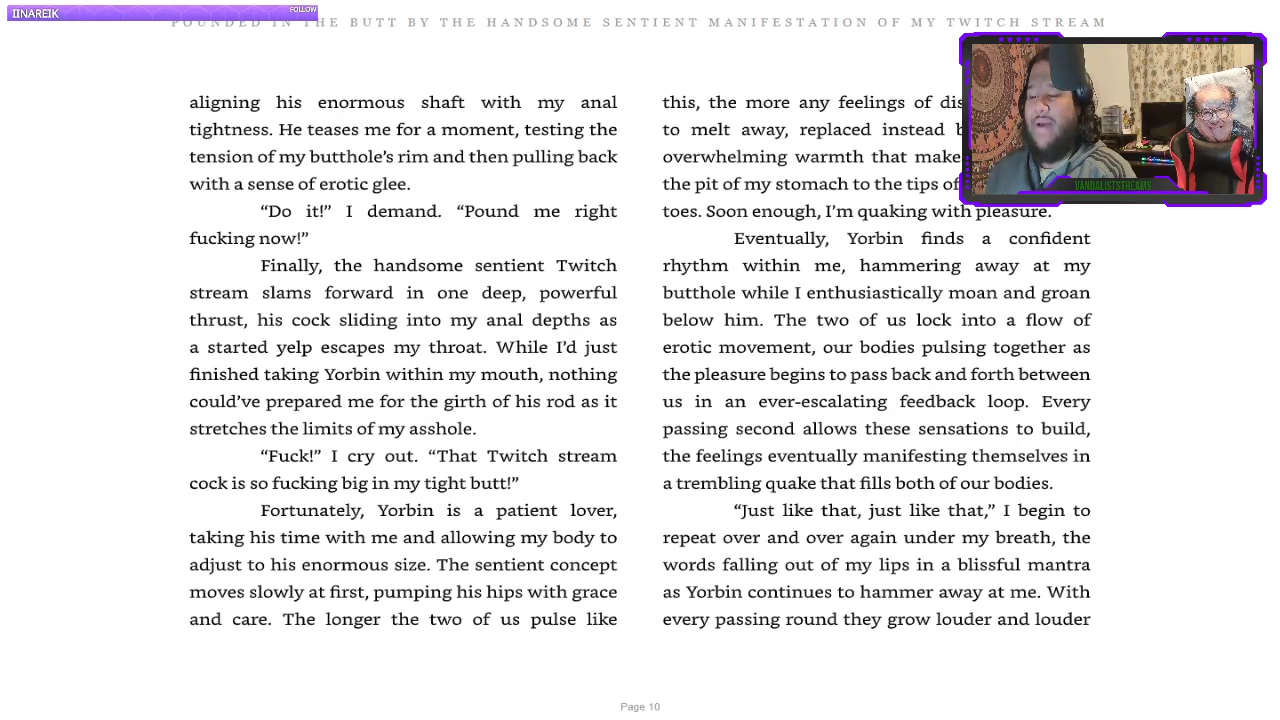 IINAREIK
FOLLOW
POUNDED IN THE BUTT BY THE HANDSOME SENTIENT MANIFESTATION OF MY TWITCH STREAM
aligning his enormous shaft with my anal
tightness. He teases me for a moment, testing the
tension of my butthole’s rim and then pulling back
with a sense of erotic glee.
“Do it!” I demand. “Pound me right
fucking now!”
Finally, the handsome sentient Twitch
stream slams forward in one deep, powerful
thrust, his cock sliding into my anal depths as
a started yelp escapes my throat. While I’d just
finished taking Yorbin within my mouth, nothing
could’ve prepared me for the girth of his rod as it
stretches the limits of my asshole.
“Fuck!” I cry out. “That Twitch stream
cock is so fucking big in my tight butt!”
Fortunately, Yorbin is a patient lover,
taking his time with me and allowing my body to
adjust to his enormous size. The sentient concept
moves slowly at first, pumping his hips with grace
and care. The longer the two of us pulse like
this, the more any feelings of
to melt away, replaced instead
overwhelming warmth that make
the pit of my stomach to the tips of
toes. Soon enough, I’m quaking with pleasure.
Eventually, Yorbin finds a confident
rhythm within me, hammering away at my
butthole while I enthusiastically moan and groan
below him. The two of us lock into a flow of
erotic movement, our bodies pulsing together as
the pleasure begins to pass back and forth between
us in an ever-escalating feedback loop. Every
passing second allows these sensations to build,
the feelings eventually manifesting themselves in
a trembling quake that fills both of our bodies.
“Just like that, just like that,” I begin to
repeat over and over again under my breath, the
words falling out of my lips in a blissful mantra
as Yorbin continues to hammer away at me. With
every passing round they grow louder and louder
VANDALISTSTREAMS
Page 10